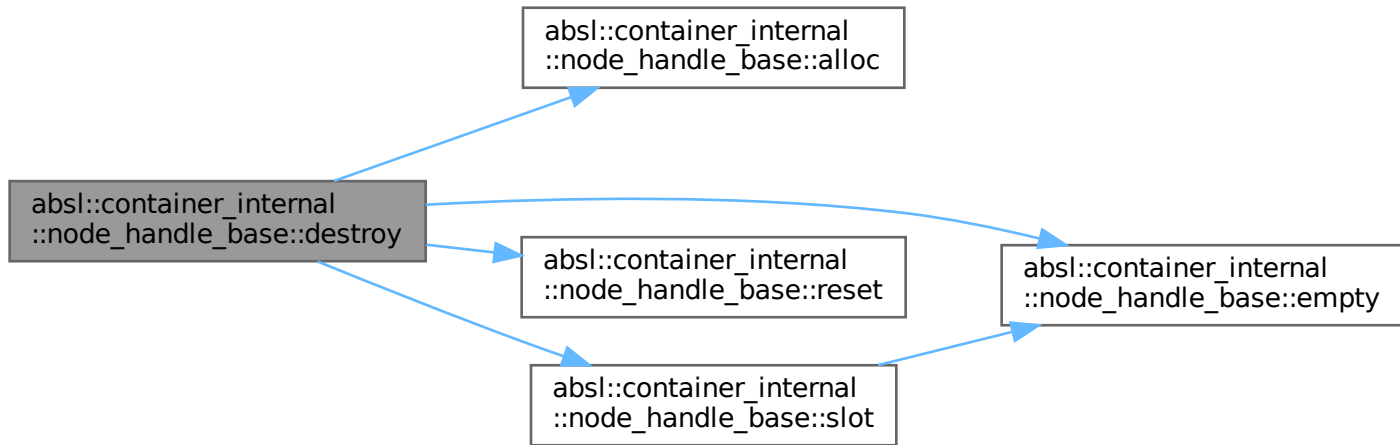 absl::container_internal
::node_handle_base::alloc
absl::container_internal
::node_handle_base::destroy
absl::container_internal
::node_handle_base::reset
absl::container_internal
::node_handle_base::empty
absl::container_internal
::node_handle_base::slot